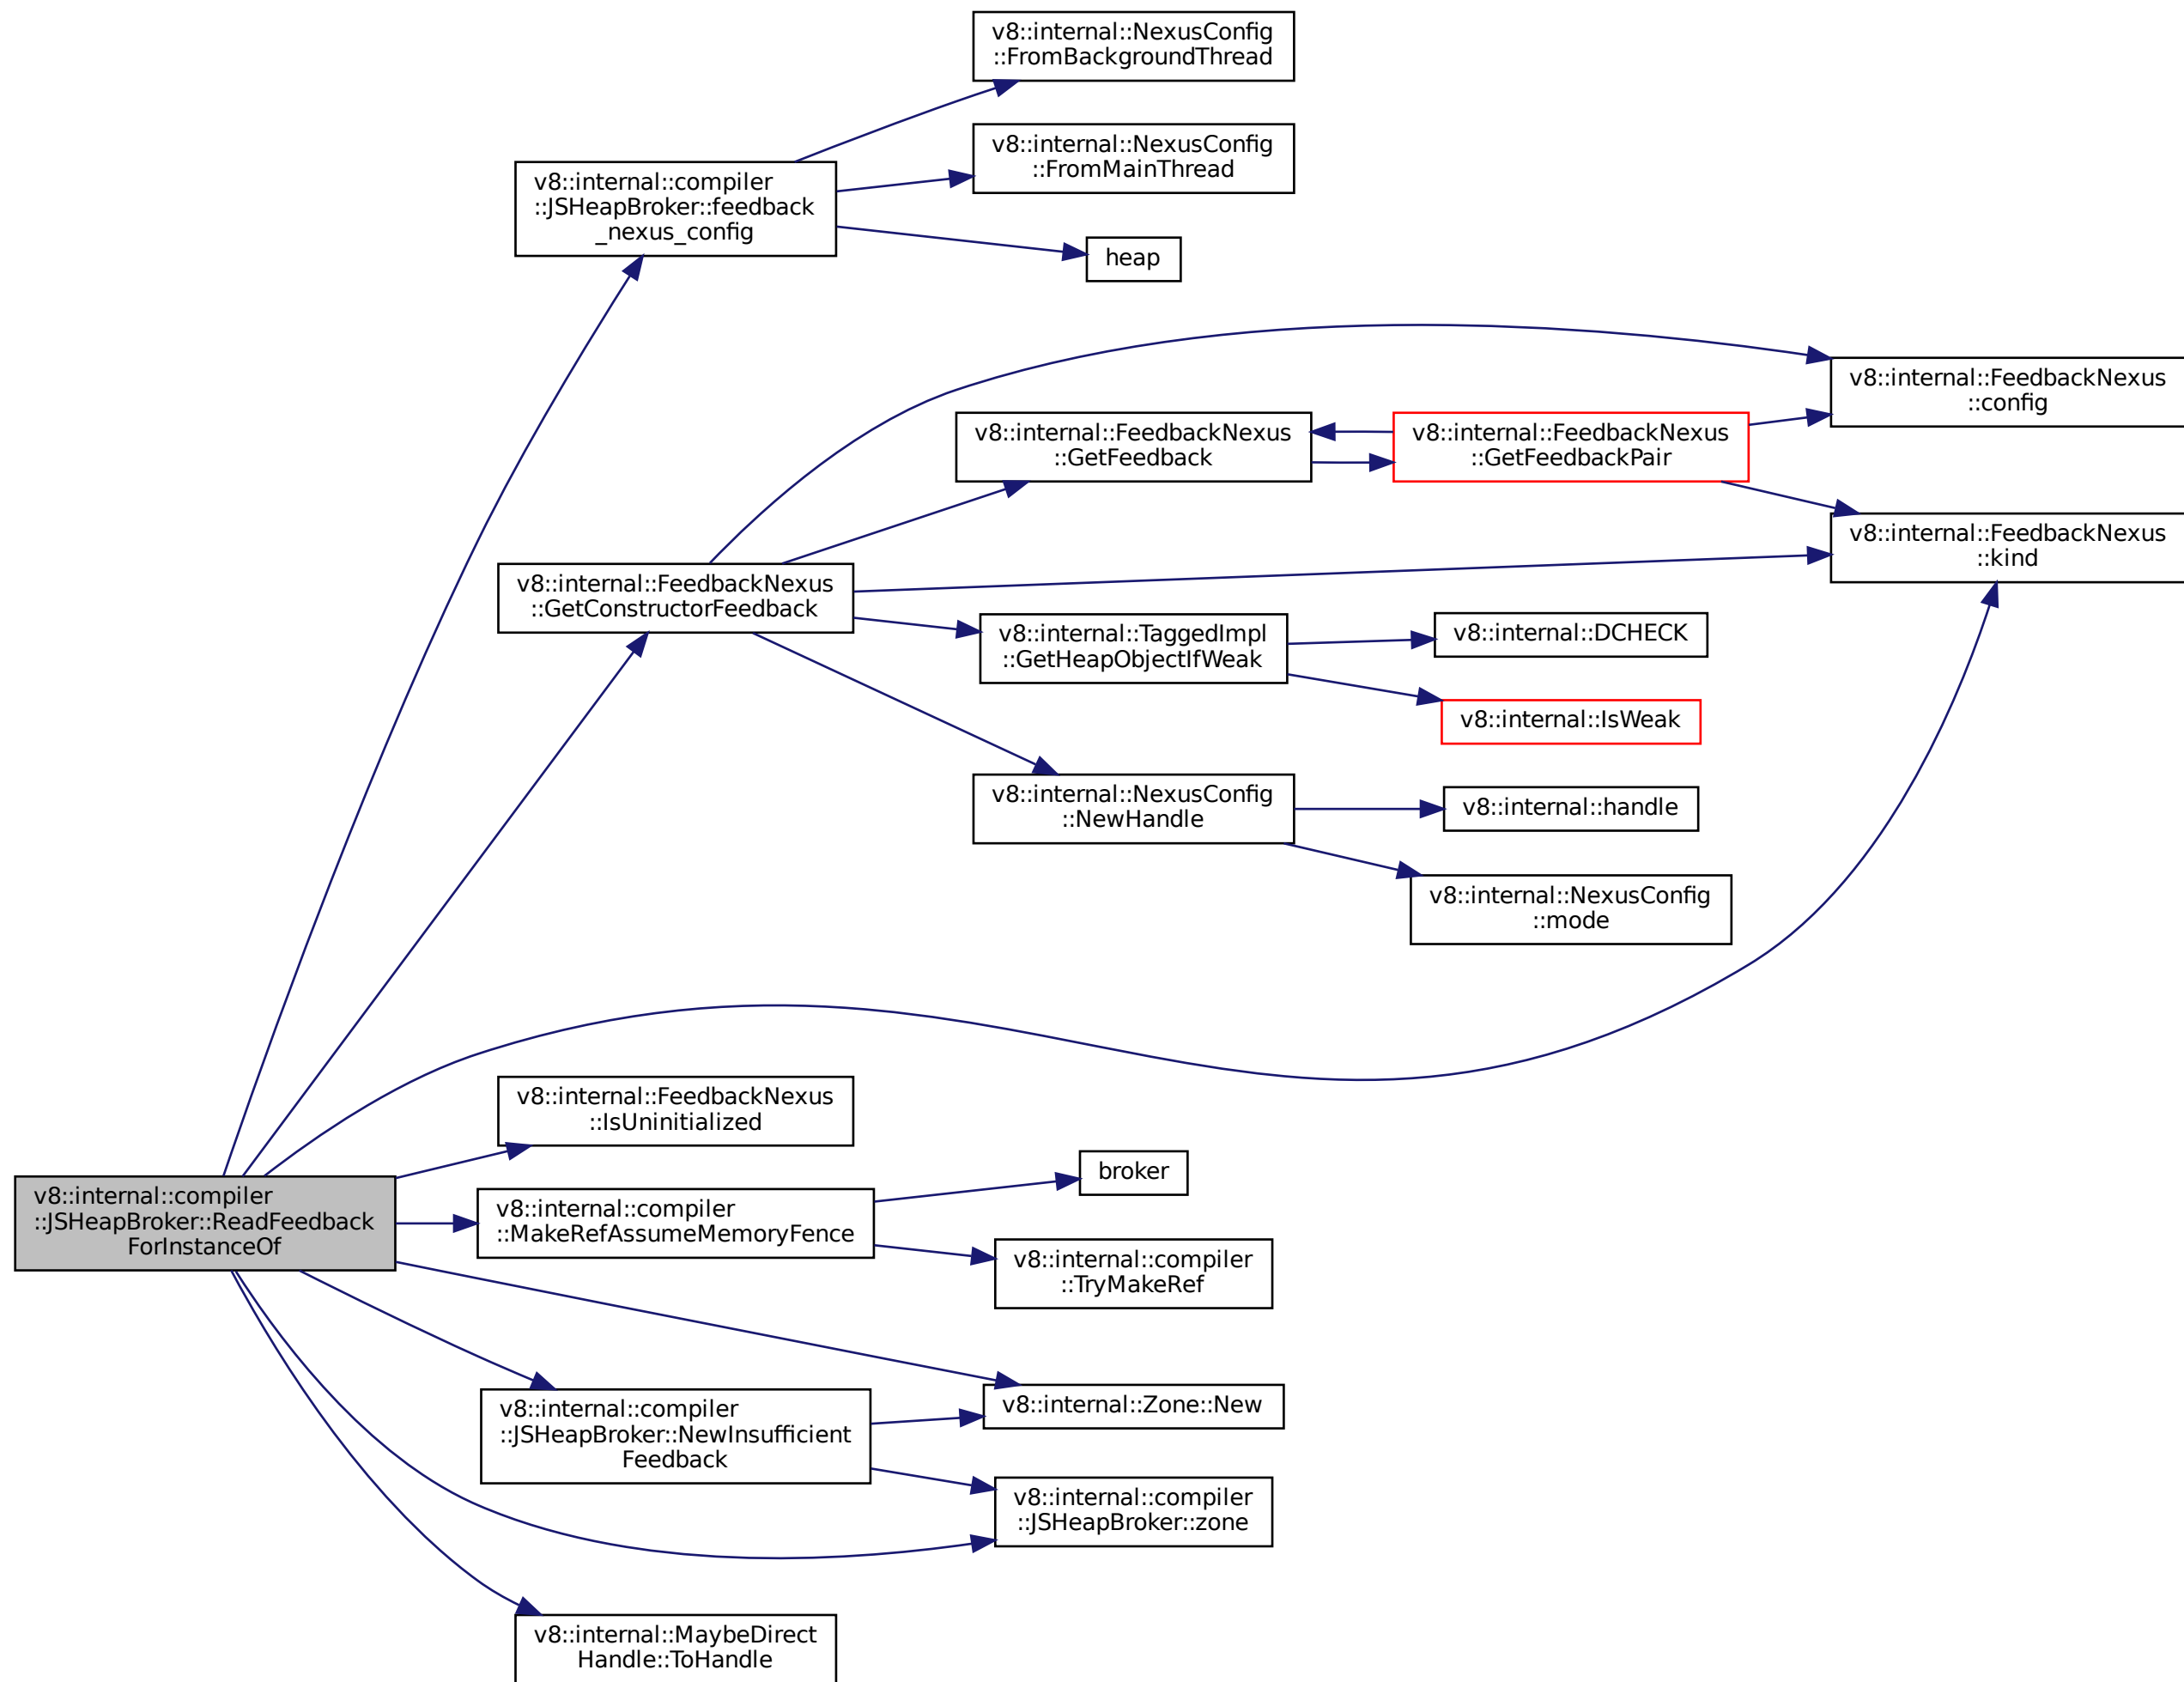 v8::internal::NexusConfig
::FromBackgroundThread
v8::internal::NexusConfig
::FromMainThread
v8::internal::compiler
::JSHeapBroker::feedback
_nexus_config
heap
v8::internal::FeedbackNexus
::config
v8::internal::FeedbackNexus
::GetFeedback
v8::internal::FeedbackNexus
::GetFeedbackPair
v8::internal::FeedbackNexus
::kind
v8::internal::FeedbackNexus
::GetConstructorFeedback
v8::internal::TaggedImpl
::GetHeapObjectIfWeak
v8::internal::DCHECK
v8::internal::IsWeak
v8::internal::NexusConfig
::NewHandle
v8::internal::handle
v8::internal::NexusConfig
::mode
v8::internal::FeedbackNexus
::IsUninitialized
v8::internal::compiler
::JSHeapBroker::ReadFeedback
ForInstanceOf
v8::internal::compiler
::MakeRefAssumeMemoryFence
broker
v8::internal::compiler
::TryMakeRef
v8::internal::compiler
::JSHeapBroker::NewInsufficient
Feedback
v8::internal::Zone::New
v8::internal::compiler
::JSHeapBroker::zone
v8::internal::MaybeDirect
Handle::ToHandle